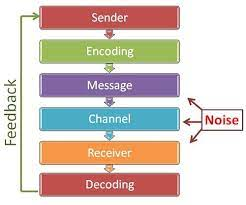 Sender
Encoding
Message
Channel
Receiver
Decoding
Feedback
Noise